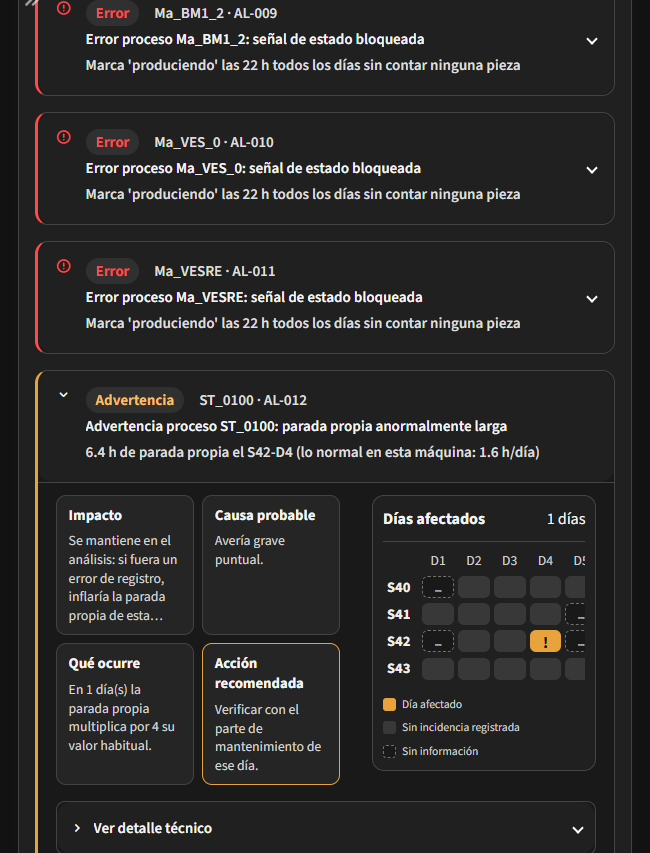 Error Ma_BM1_2 · AL-009
Error proceso Ma_BM1_2: señal de estado bloqueada
Marca 'produciendo' las 22 h todos los días sin contar ninguna pieza
Error Ma_VES_0 · AL-010
Error proceso Ma_VES_0: señal de estado bloqueada
Marca 'produciendo' las 22 h todos los días sin contar ninguna pieza
Error Ma_VESRE · AL-011
Error proceso Ma_VESRE: señal de estado bloqueada
Marca 'produciendo' las 22 h todos los días sin contar ninguna pieza
Advertencia ST_0100 · AL-012
Advertencia proceso ST_0100: parada propia anormalmente larga
6.4 h de parada propia el S42-D4 (lo normal en esta máquina: 1.6 h/día)
Impacto
Se mantiene en el
análisis: si fuera un
error de registro,
inflaría la parada
propia de esta…
Causa probable
Avería grave
puntual.
Qué ocurre
En 1 día(s) la
parada propia
multiplica por 4 su
valor habitual.
Acción
recomendada
Verificar con el
parte de
mantenimiento de
ese día.
Días afectados 1 días
D1 D2 D3 D4 D5
S40 –
S41 –
S42 – ! –
S43
Día afectado
Sin incidencia registrada
Sin información
Ver detalle técnico